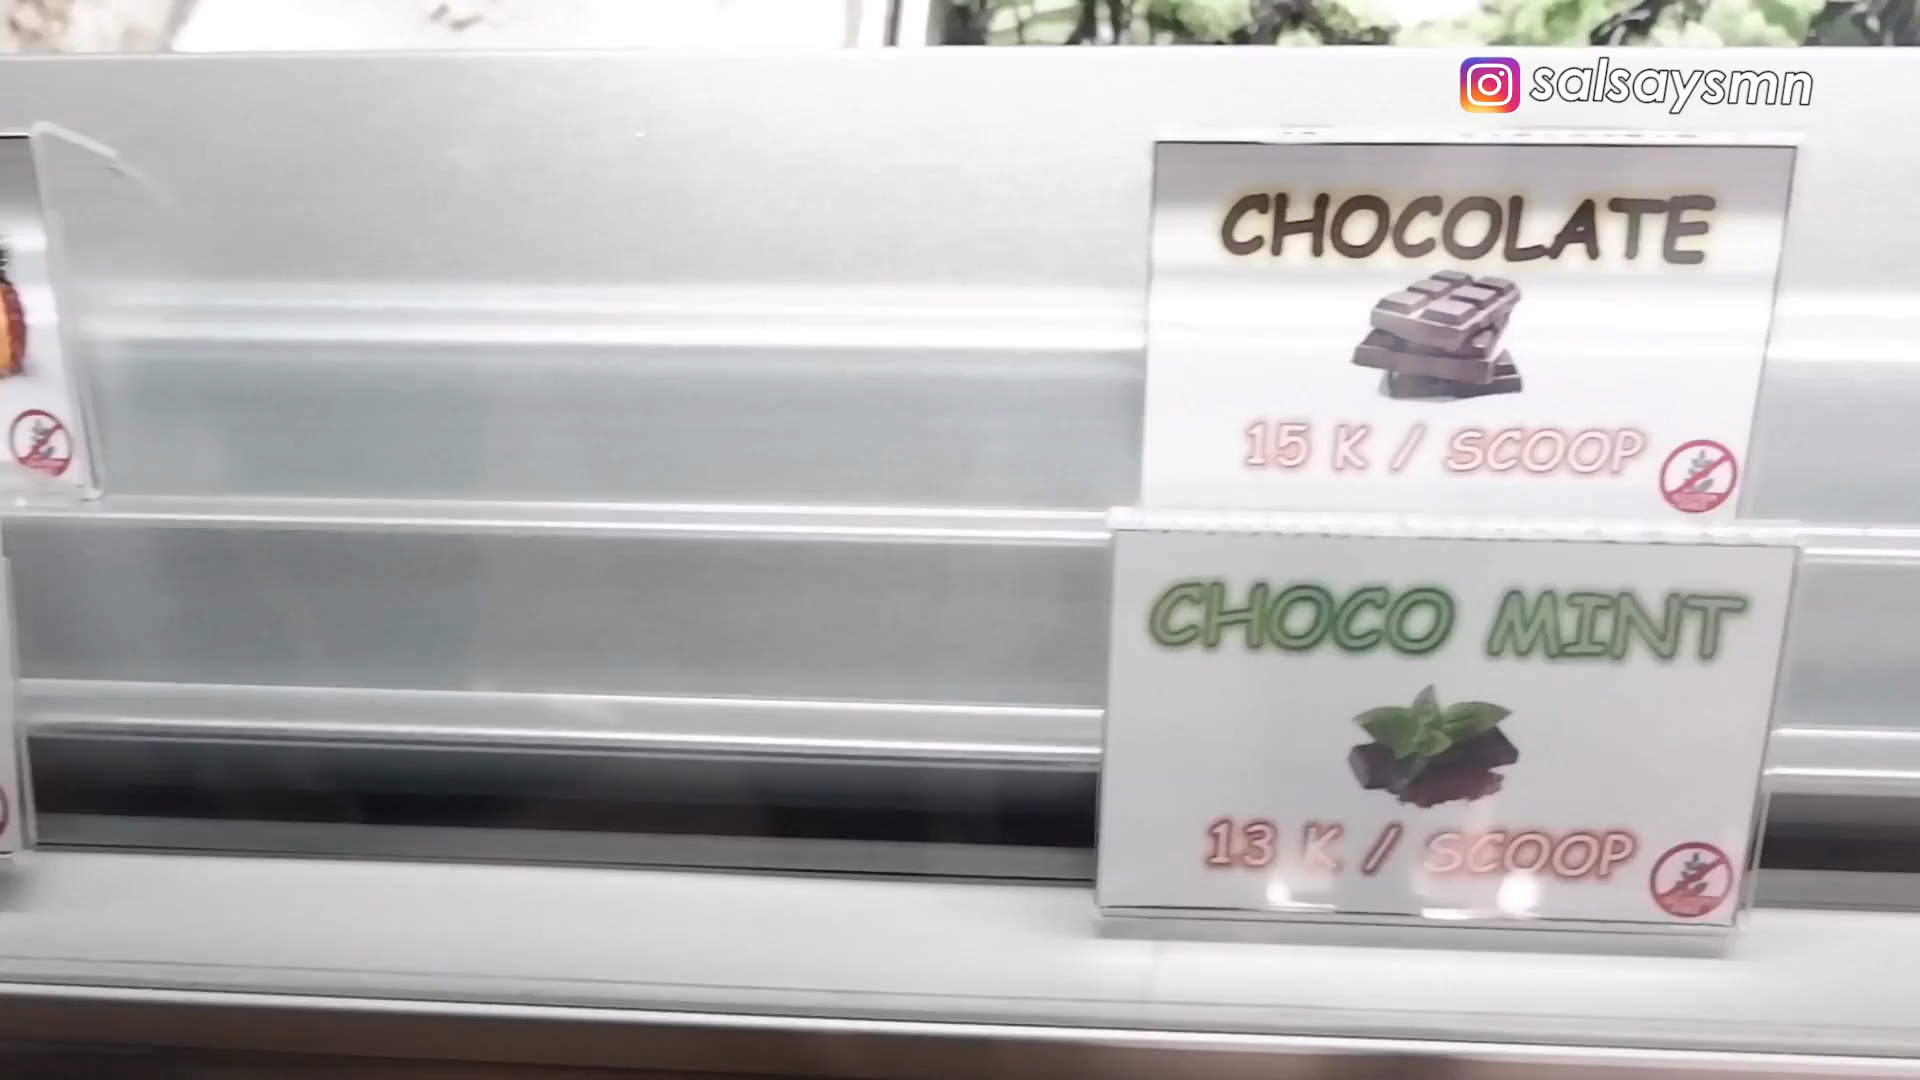 salsaysmn
CHOCOLATE
15 K / SCOOP
CHOCO MINT
13 K / SCOOP